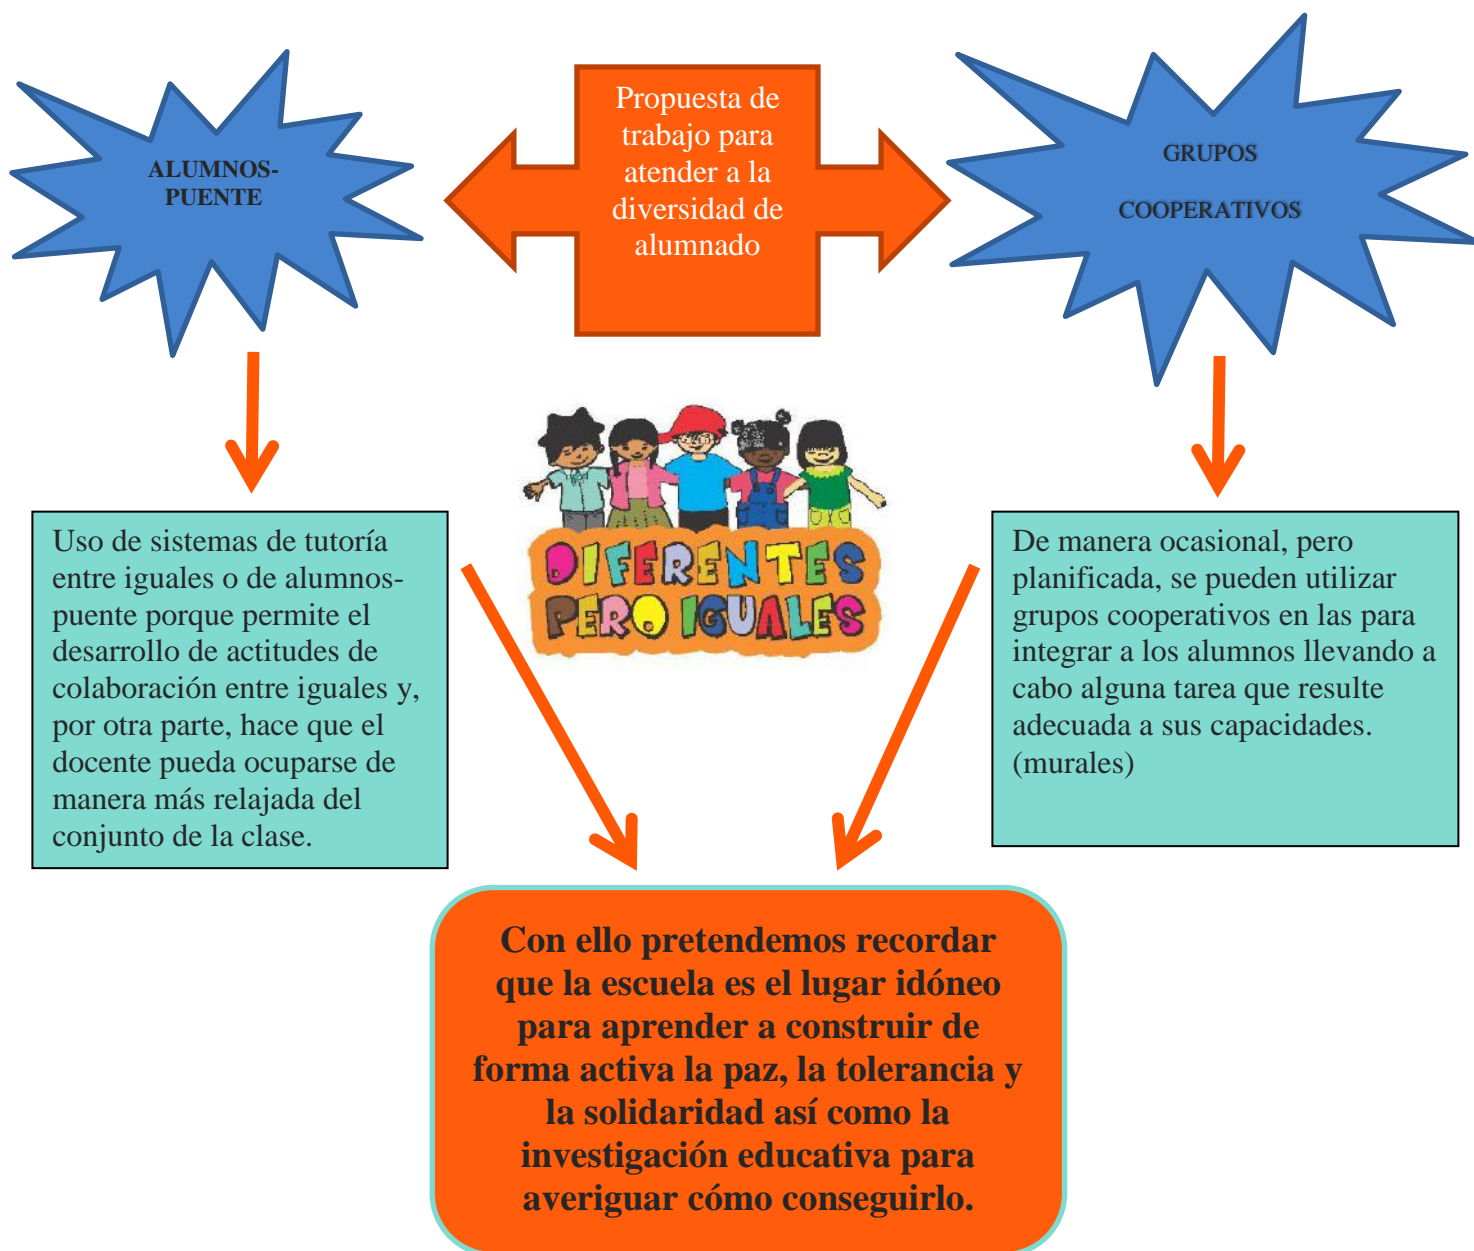 Propuesta de
trabajo para
atender a la
diversidad de
alumnado
ALUMNOS-
PUENTE
GRUPOS
COOPERATIVOS
DIFERENTES
PERO IGUALES
Uso de sistemas de tutoría
entre iguales o de alumnos-
puente porque permite el
desarrollo de actitudes de
colaboración entre iguales y,
por otra parte, hace que el
docente pueda ocuparse de
manera más relajada del
conjunto de la clase.
De manera ocasional, pero
planificada, se pueden utilizar
grupos cooperativos en las para
integrar a los alumnos llevando a
cabo alguna tarea que resulte
adecuada a sus capacidades.
(murales)
Con ello pretendemos recordar
que la escuela es el lugar idóneo
para aprender a construir de
forma activa la paz, la tolerancia y
la solidaridad así como la
investigación educativa para
averiguar cómo conseguirlo.